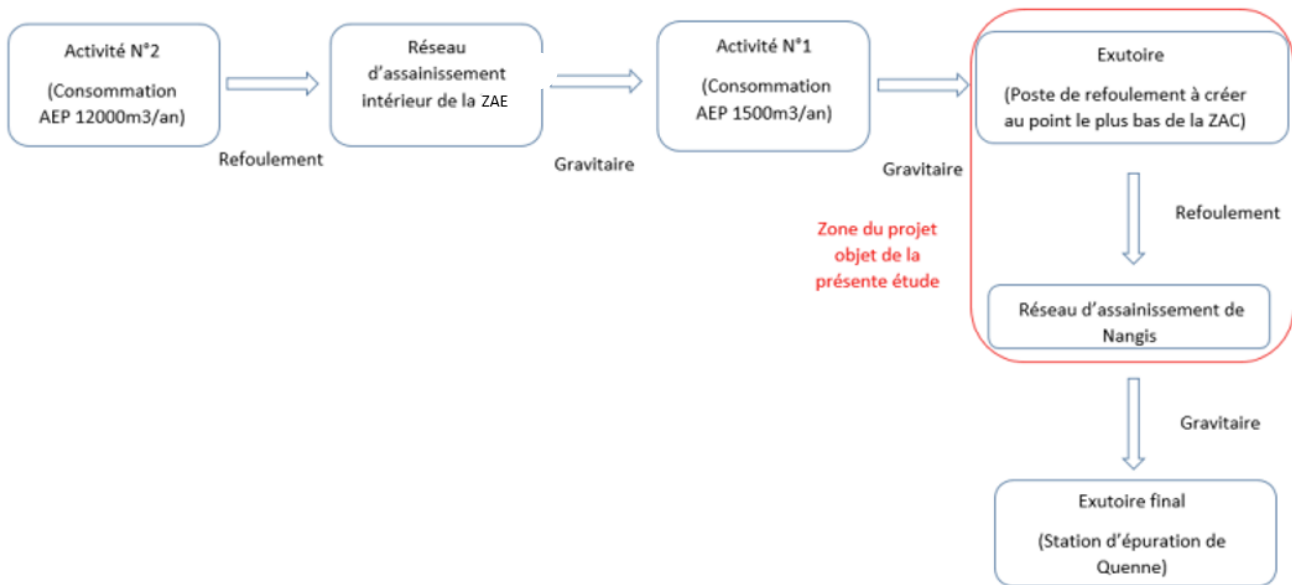 Activité N°2
(Consommation
AEP 12000m3/an)
Refoulement
Réseau
d'assainissement
intérieur de la ZAE
Gravitaire
Activité N°1
(Consommation
AEP 1500m3/an)
Gravitaire
Exutoire
(Poste de refoulement à créer
au point le plus bas de la ZAC)
Refoulement
Zone du projet
objet de la
présente étude
Réseau d'assainissement de
Nangis
Gravitaire
Exutoire final
(Station d'épuration de
Quenne)